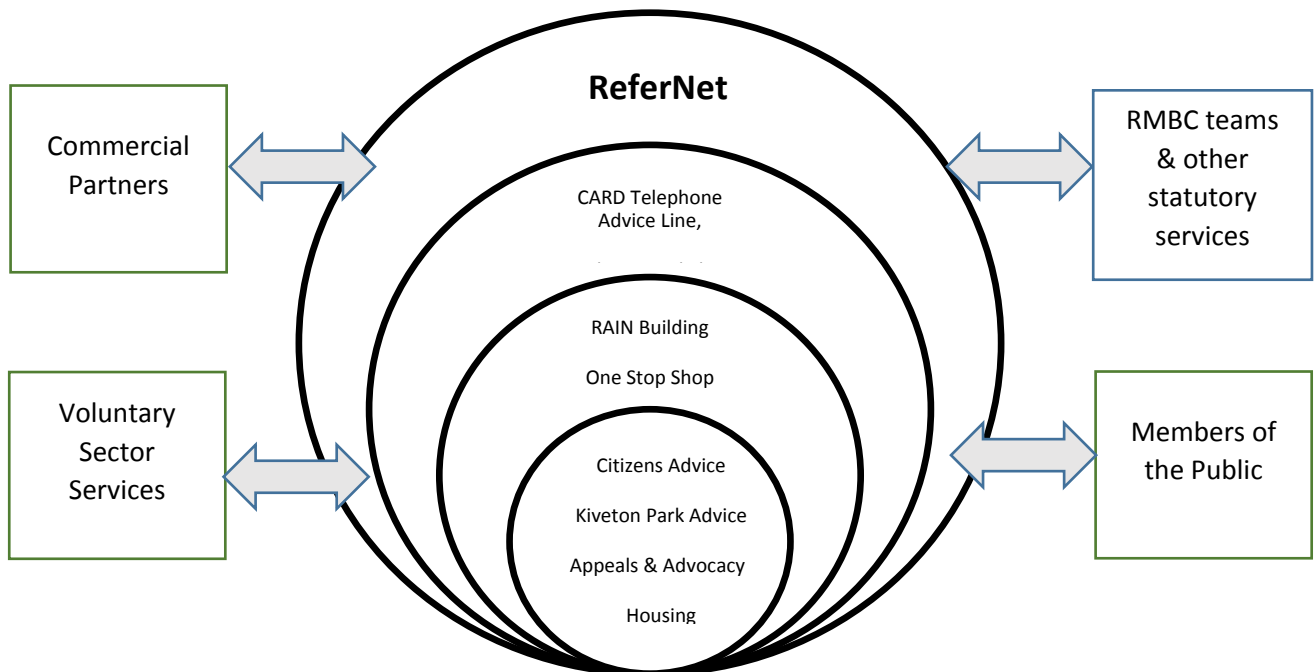 ReferNet
Commercial
Partners
RMBC teams
& other
statutory
services
CARD Telephone
Advice Line,
RAIN Building
One Stop Shop
Voluntary
Sector
Services
Members of
the Public
Citizens Advice
Kiveton Park Advice
Appeals & Advocacy
Housing